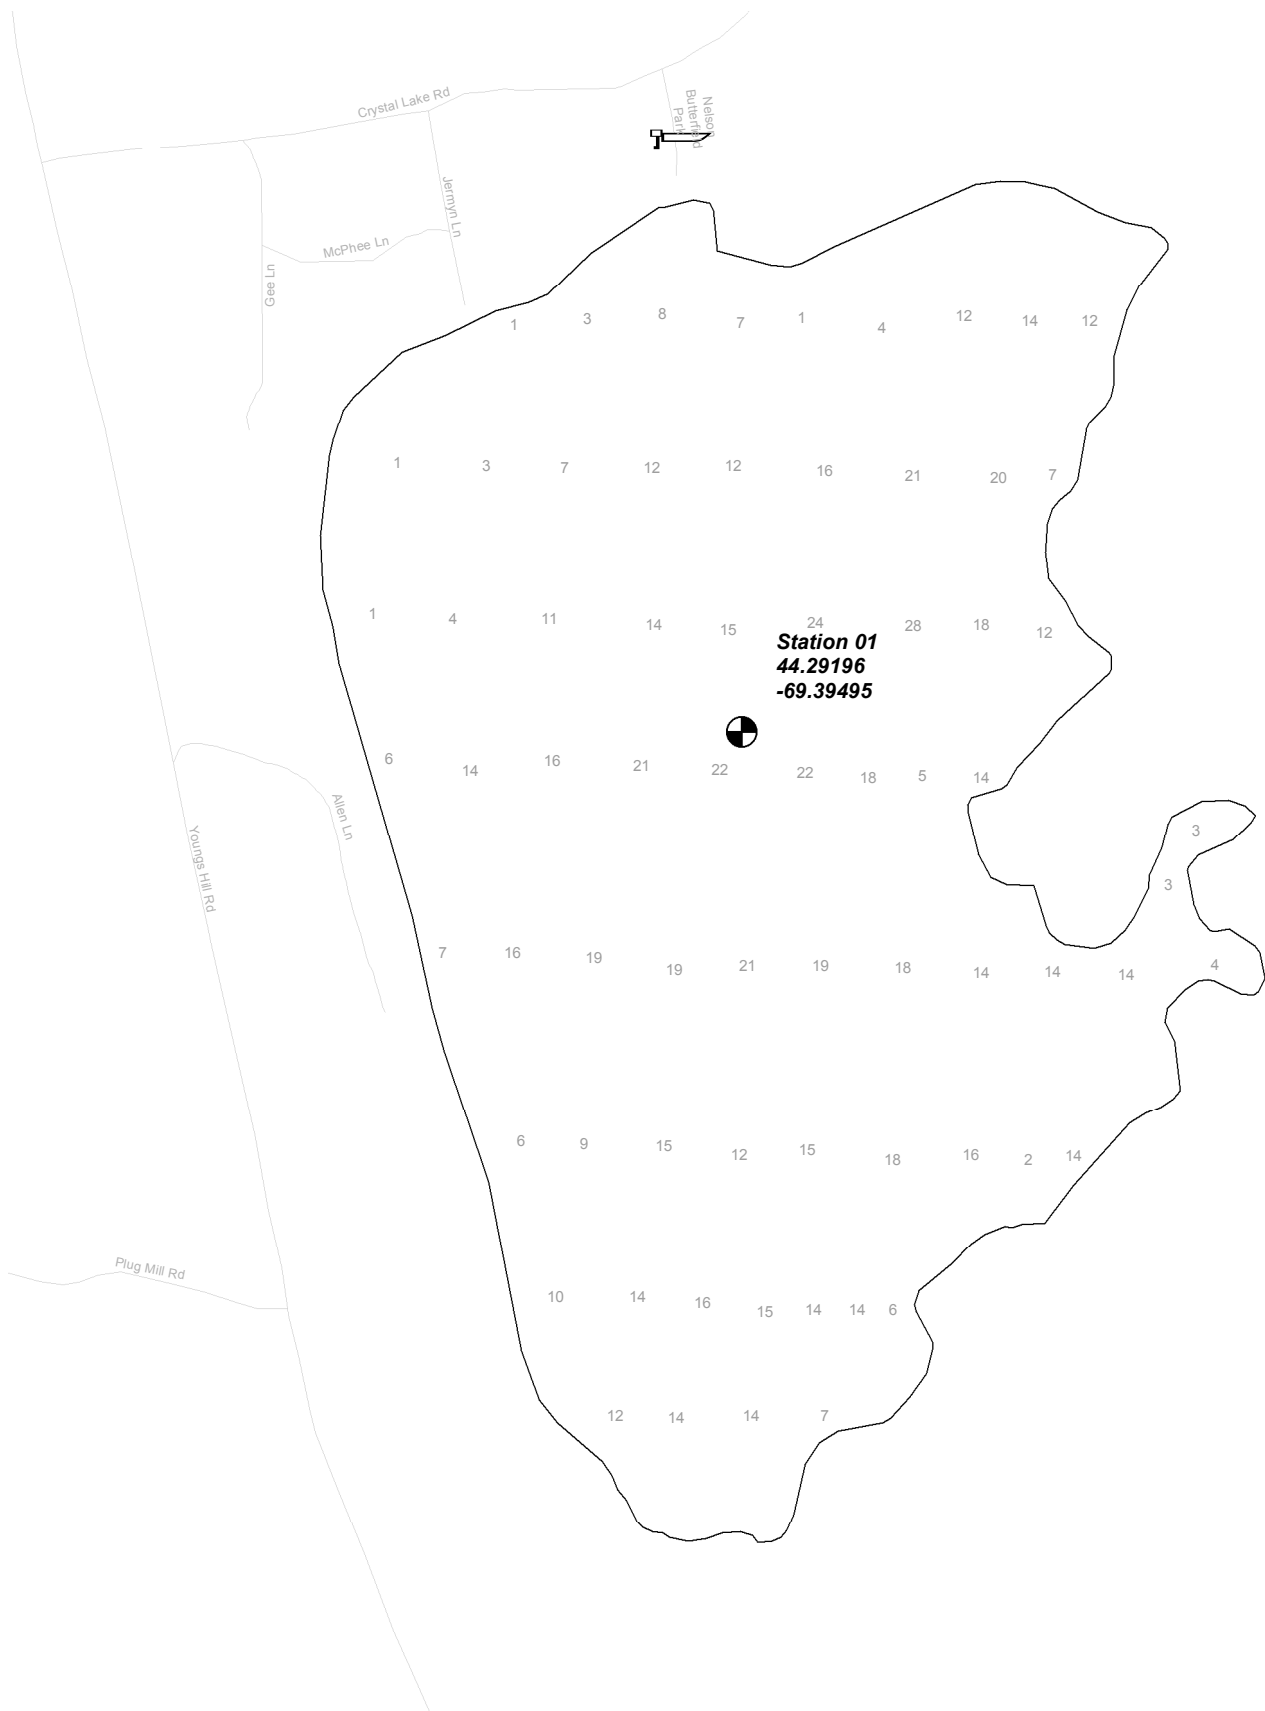 Crystal Lake Rd
Nelson
Butterfield
Park
Jermyn Ln
McPhee Ln
Gee Ln
1 3 8 7 1 4 12 14 12
1 3 7 12 12 16 21 20 7
1 4 11 14 15 24 28 18 12
Station 01
44.29196
-69.39495
6 14 16 21 22 22 18 5 14
Allen Ln
Youngs Hill Rd
3
3
7 16 19 19 21 19 18 14 14 14 4
6 9 15 12 15 18 16 2 14
Plug Mill Rd
10 14 16 15 14 14 6
12 14 14 7